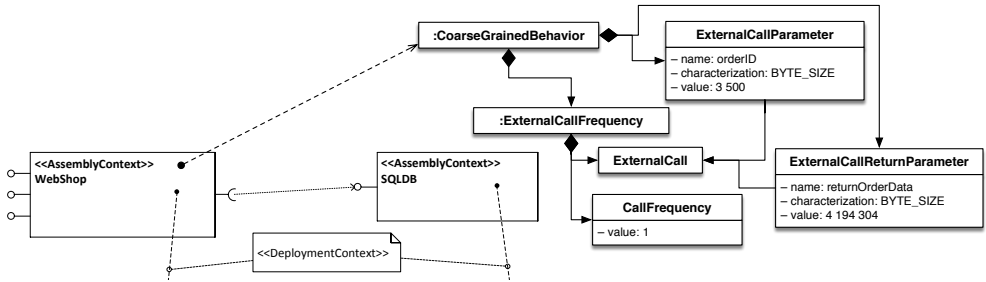 :CoarseGrainedBehavior
ExternalCallParameter
– name: orderID
– characterization: BYTE_SIZE
– value: 3 500
:ExternalCallFrequency
ExternalCall
ExternalCallReturnParameter
– name: returnOrderData
– characterization: BYTE_SIZE
– value: 4 194 304
CallFrequency
– value: 1
<<AssemblyContext>>
WebShop
<<AssemblyContext>>
SQLDB
<<DeploymentContext>>